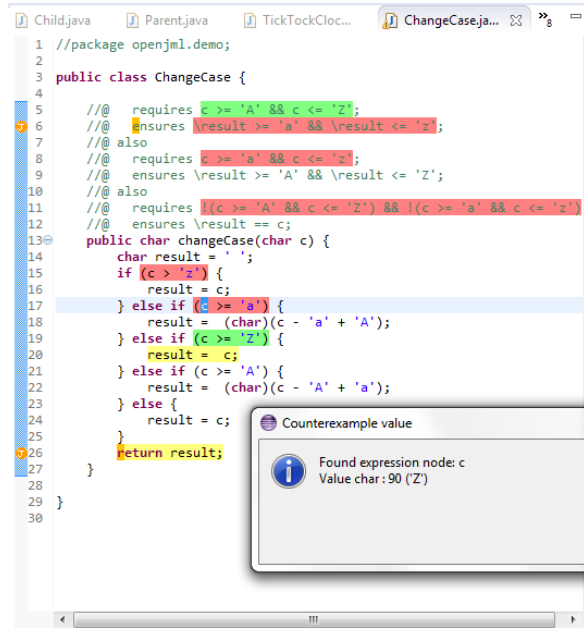 Child.java Parent.java TickTockCloc... ChangeCase.ja... »8
1 //package openjml.demo;
2
3 public class ChangeCase {
4
5 //@ requires c >= 'A' && c <= 'Z';
6 //@ ensures \result >= 'a' && \result <= 'z';
7 //@ also
8 //@ requires c >= 'a' && c <= 'z';
9 //@ ensures \result >= 'A' && \result <= 'Z';
10 //@ also
11 //@ requires !(c >= 'A' && c <= 'Z') && !(c >= 'a' && c <= 'z')
12 //@ ensures \result == c;
13 public char changeCase(char c) {
14 char result = ' ';
15 if (c > 'z') {
16 result = c;
17 } else if (c >= 'a') {
18 result = (char)(c - 'a' + 'A');
19 } else if (c >= 'Z') {
20 result = c;
21 } else if (c >= 'A') {
22 result = (char)(c - 'A' + 'a');
23 } else {
24 result = c;
25 }
26 return result;
27 }
28
29 }
30
Counterexample value
Found expression node: c
Value char : 90 ('Z')